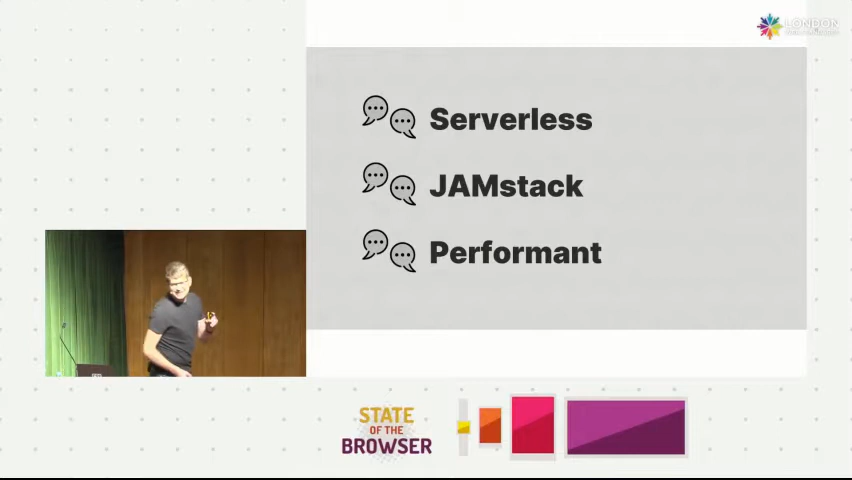 LONDON
Serverless
JAMstack
Performant
STATE
OF THE
BROWSER